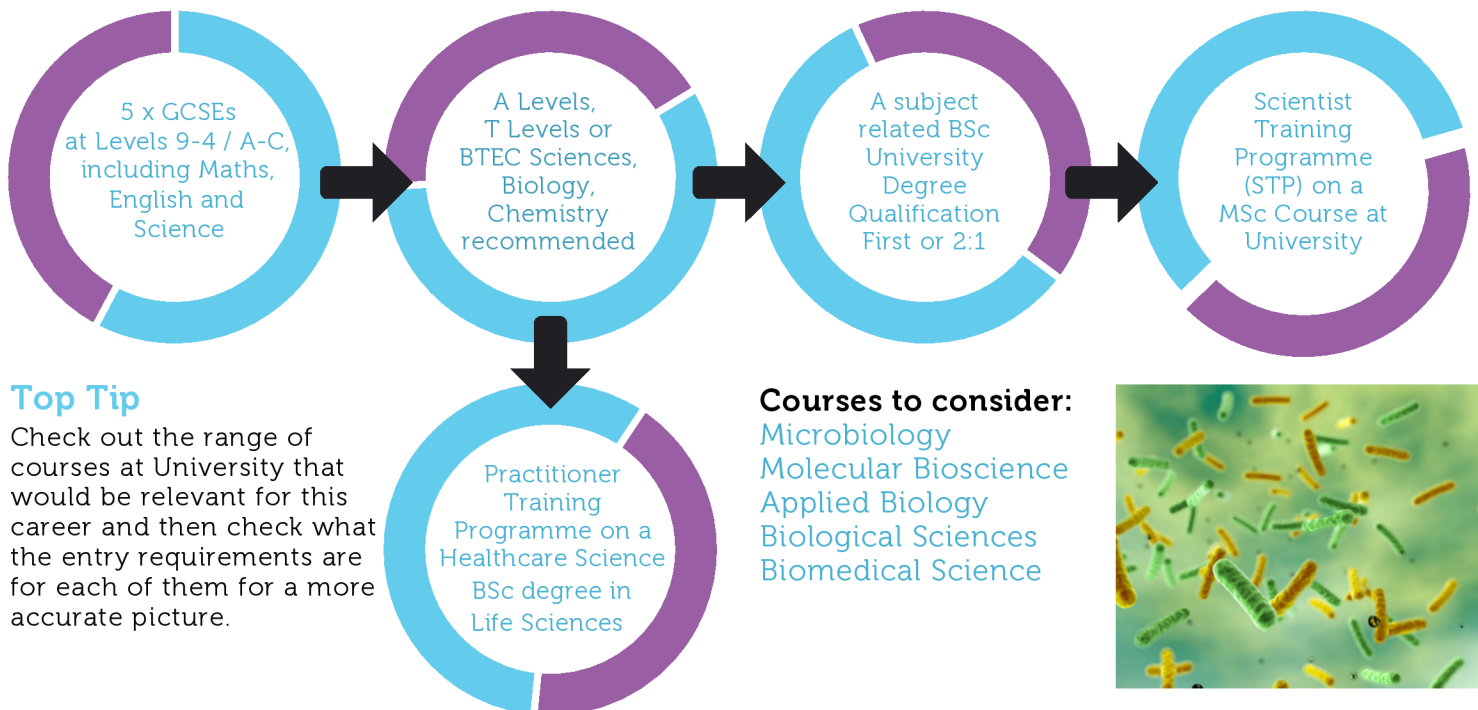 5 x GCSEs
at Levels 9-4 / A-C,
including Maths,
English and
Science
A Levels,
T Levels or
BTEC Sciences,
Biology,
Chemistry
recommended
A subject
related BSc
University
Degree
Qualification
First or 2:1
Scientist
Training
Programme
(STP) on a
MSc Course at
University
Practitioner
Training
Programme on a
Healthcare Science
BSc degree in
Life Sciences
Top Tip
Check out the range of
courses at University that
would be relevant for this
career and then check what
the entry requirements are
for each of them for a more
accurate picture.
Courses to consider:
Microbiology
Molecular Bioscience
Applied Biology
Biological Sciences
Biomedical Science